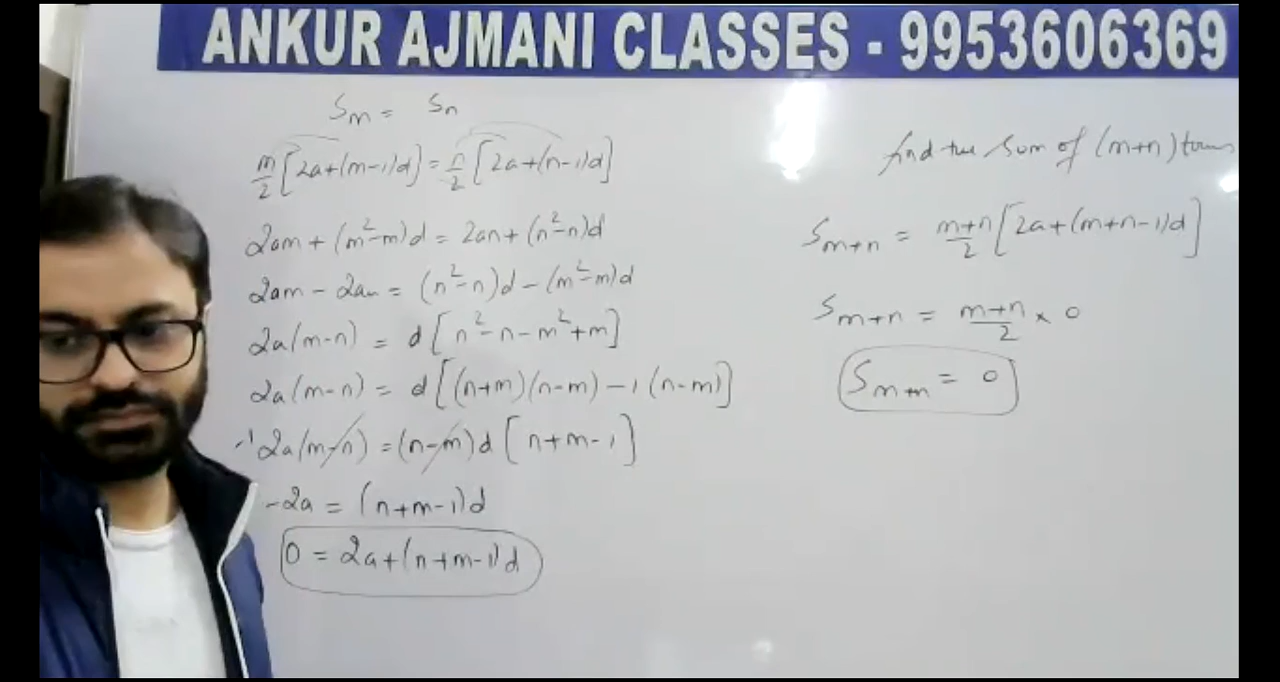 ANKUR AJMANI CLASSES - 9953606369
Sm = Sn
m/2 [2a+(m-1)d] = n/2 [2a+(n-1)d]
2am + (m²-m)d = 2an + (n²-n)d
2am - 2an = (n²-n)d - (m²-m)d
2a(m-n) = d[n²-n-m²+m]
2a(m-n) = d[(n+m)(n-m) -1(n-m)]
-1 2a(m-n) = (n-m)d[n+m-1]
-2a = (n+m-1)d
0 = 2a+(n+m-1)d
find the sum of (m+n) terms
Sm+n = m+n/2 [2a+(m+n-1)d]
Sm+n = m+n/2 × 0
Sm+n = 0